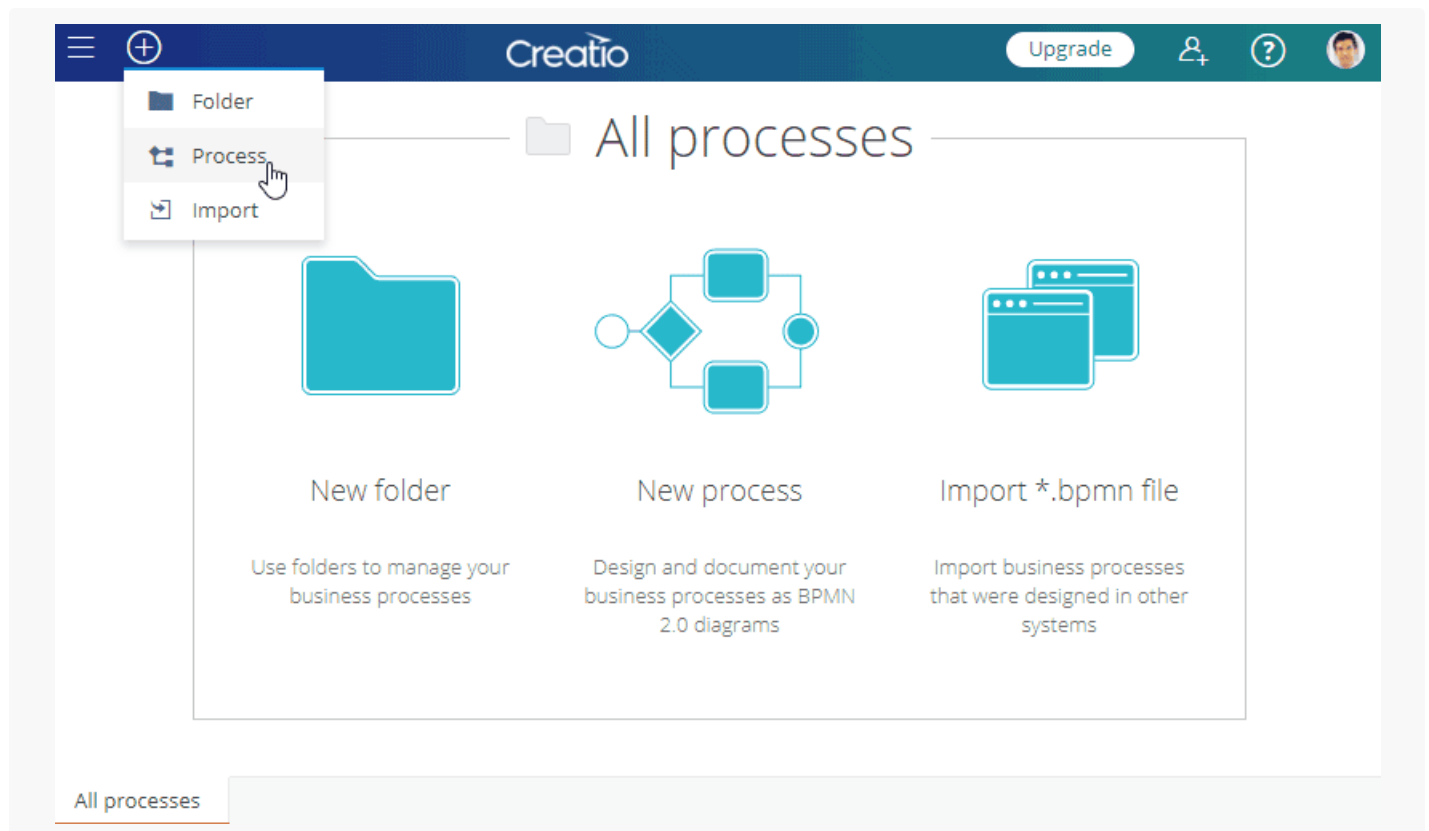 Creatio
Upgrade
Folder
Process
Import
All processes
New folder
New process
Import *.bpmn file
Use folders to manage your
business processes
Design and document your
business processes as BPMN
2.0 diagrams
Import business processes
that were designed in other
systems
All processes